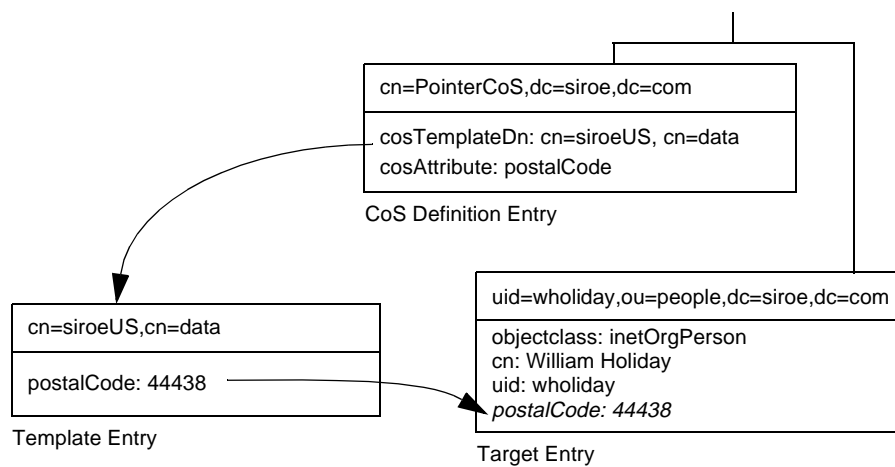 cn=PointerCoS,dc=siroe,dc=com
cosTemplateDn: cn=siroeUS, cn=data
cosAttribute: postalCode
CoS Definition Entry
cn=siroeUS,cn=data
postalCode: 44438
Template Entry
uid=wholiday,ou=people,dc=siroe,dc=com
objectclass: inetOrgPerson
cn: William Holiday
uid: wholiday
postalCode: 44438
Target Entry